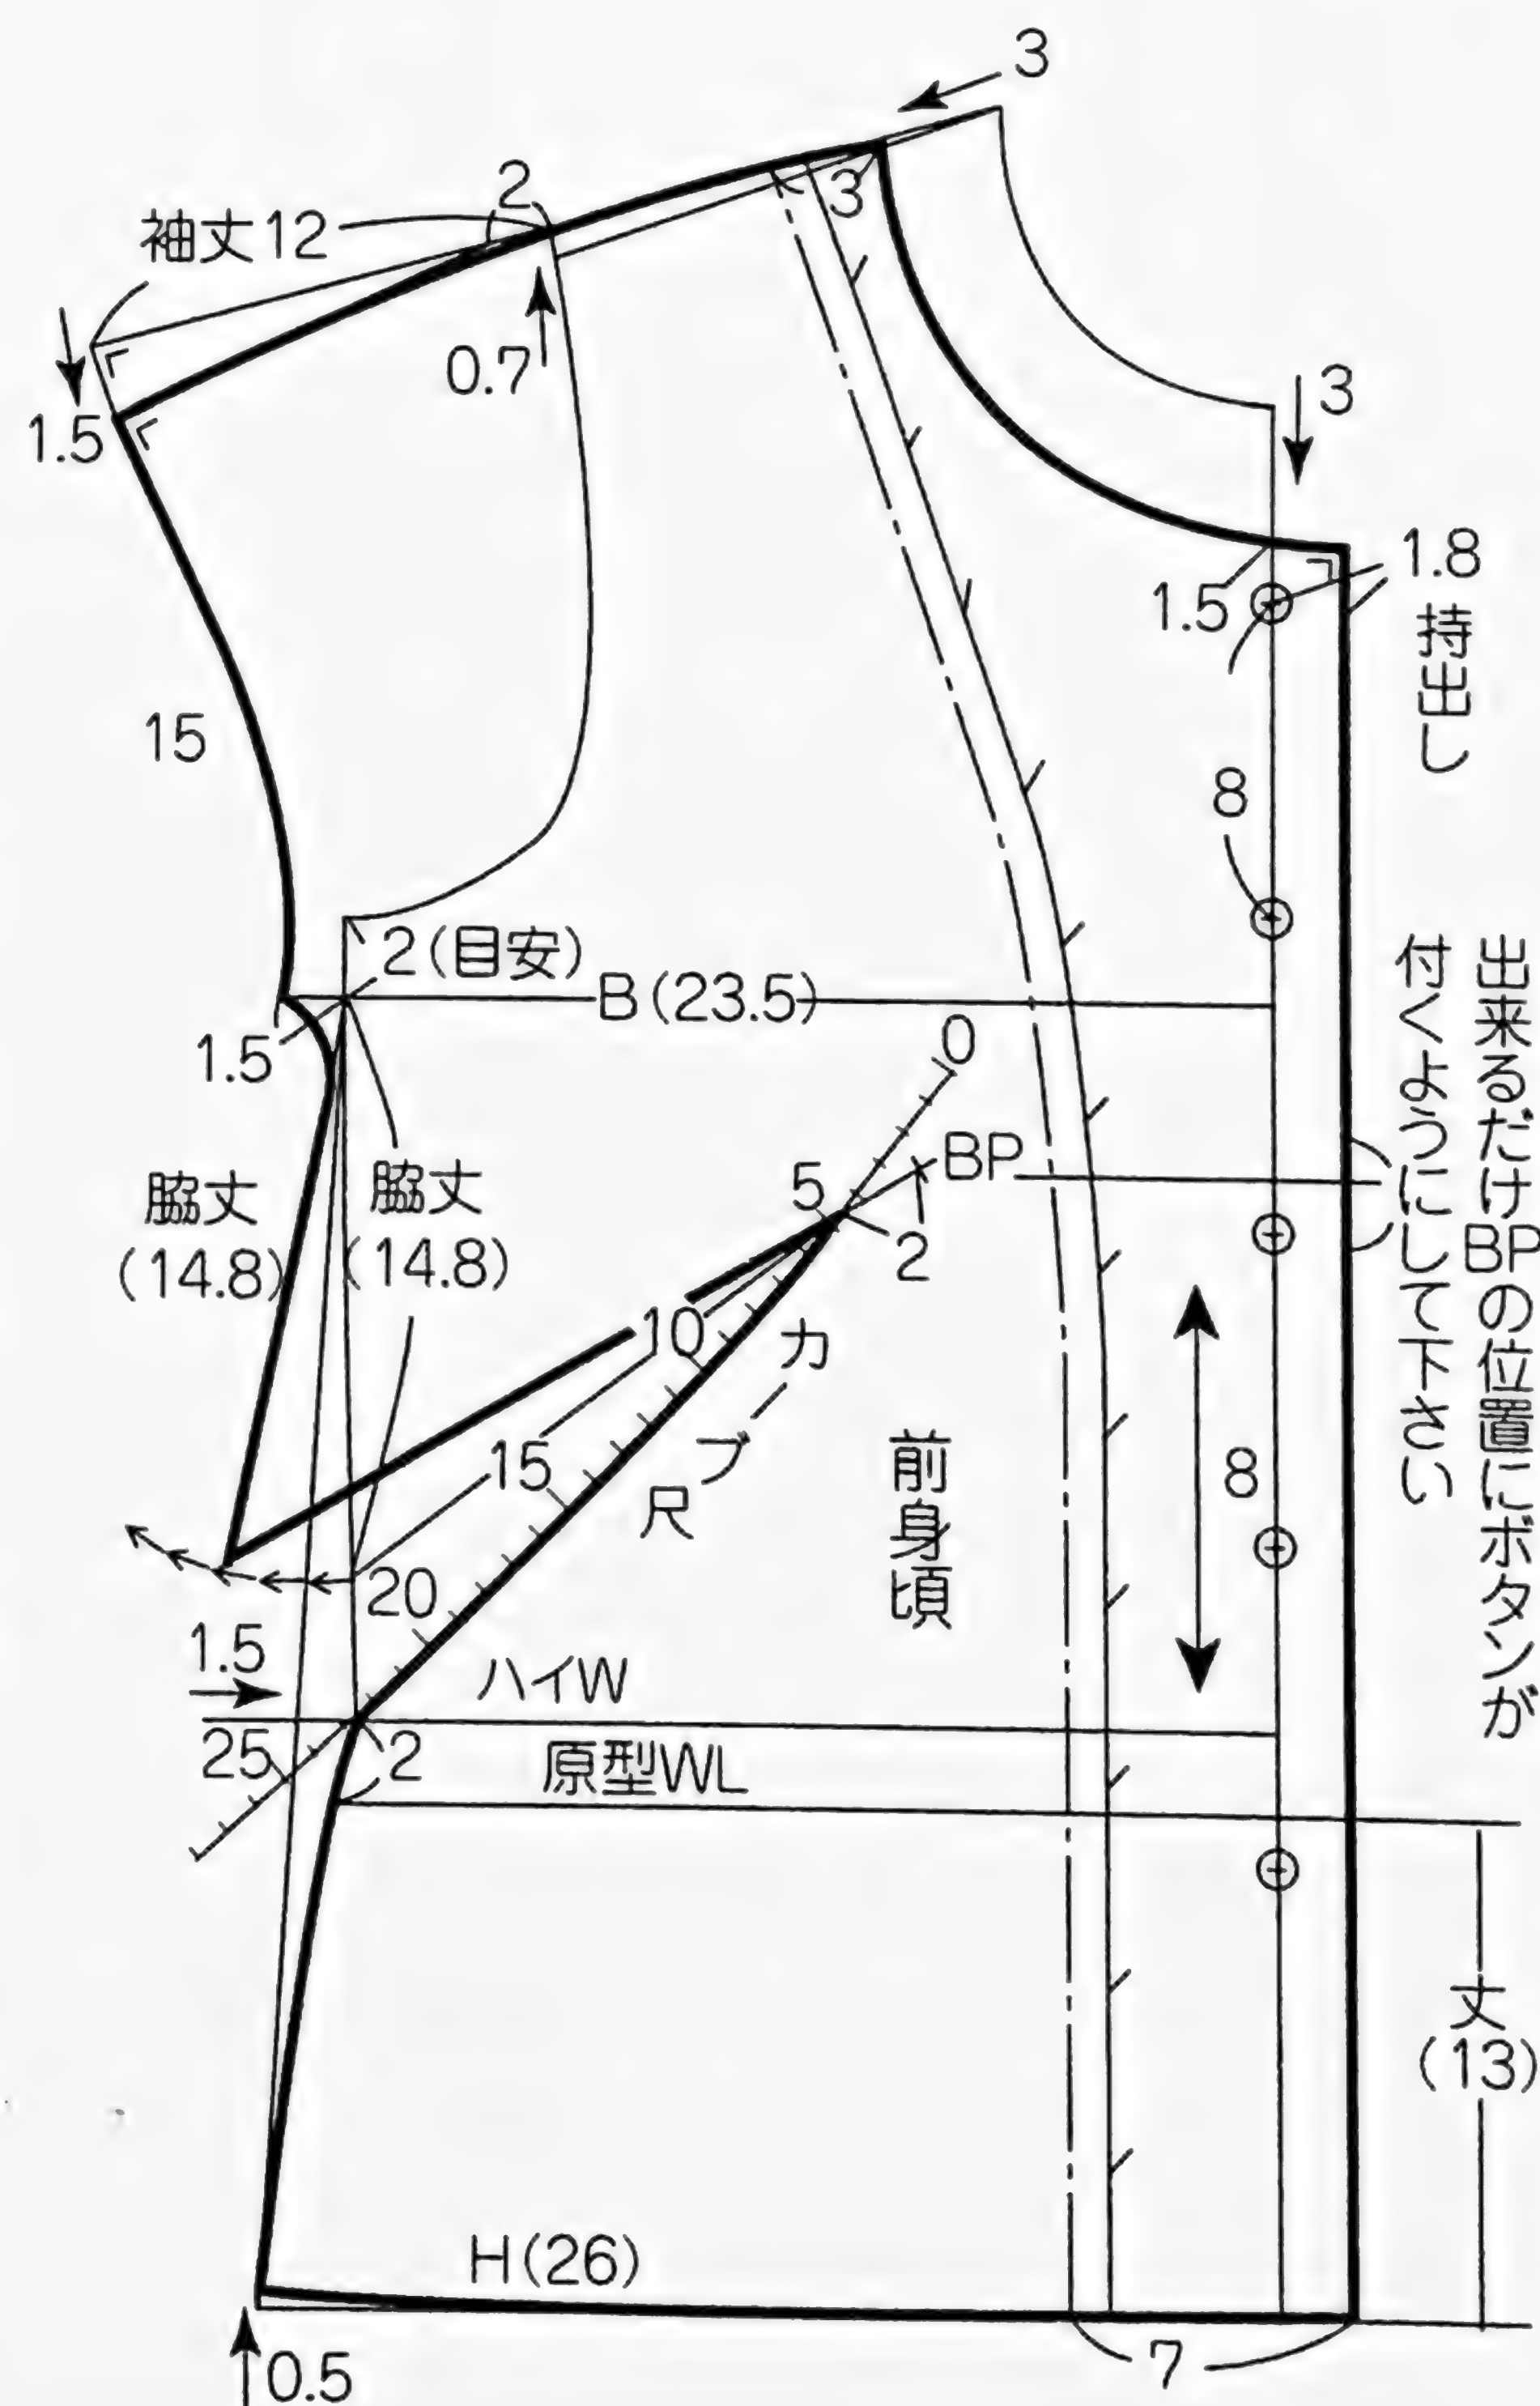 3
2
3
袖丈12
0.7
3
1.5
1.8
持出し
1.5
15
8
2(目安)
B(23.5)
1.5
出来るだけBPの位置にボタンが
付くようにして下さい
0
BP
5
2
脇丈
(14.8)
脇丈
(14.8)
10
カーブ尺
15
前身頃
8
20
1.5
ハイW
25
2
2
原型WL
丈
(13)
H(26)
7
0.5